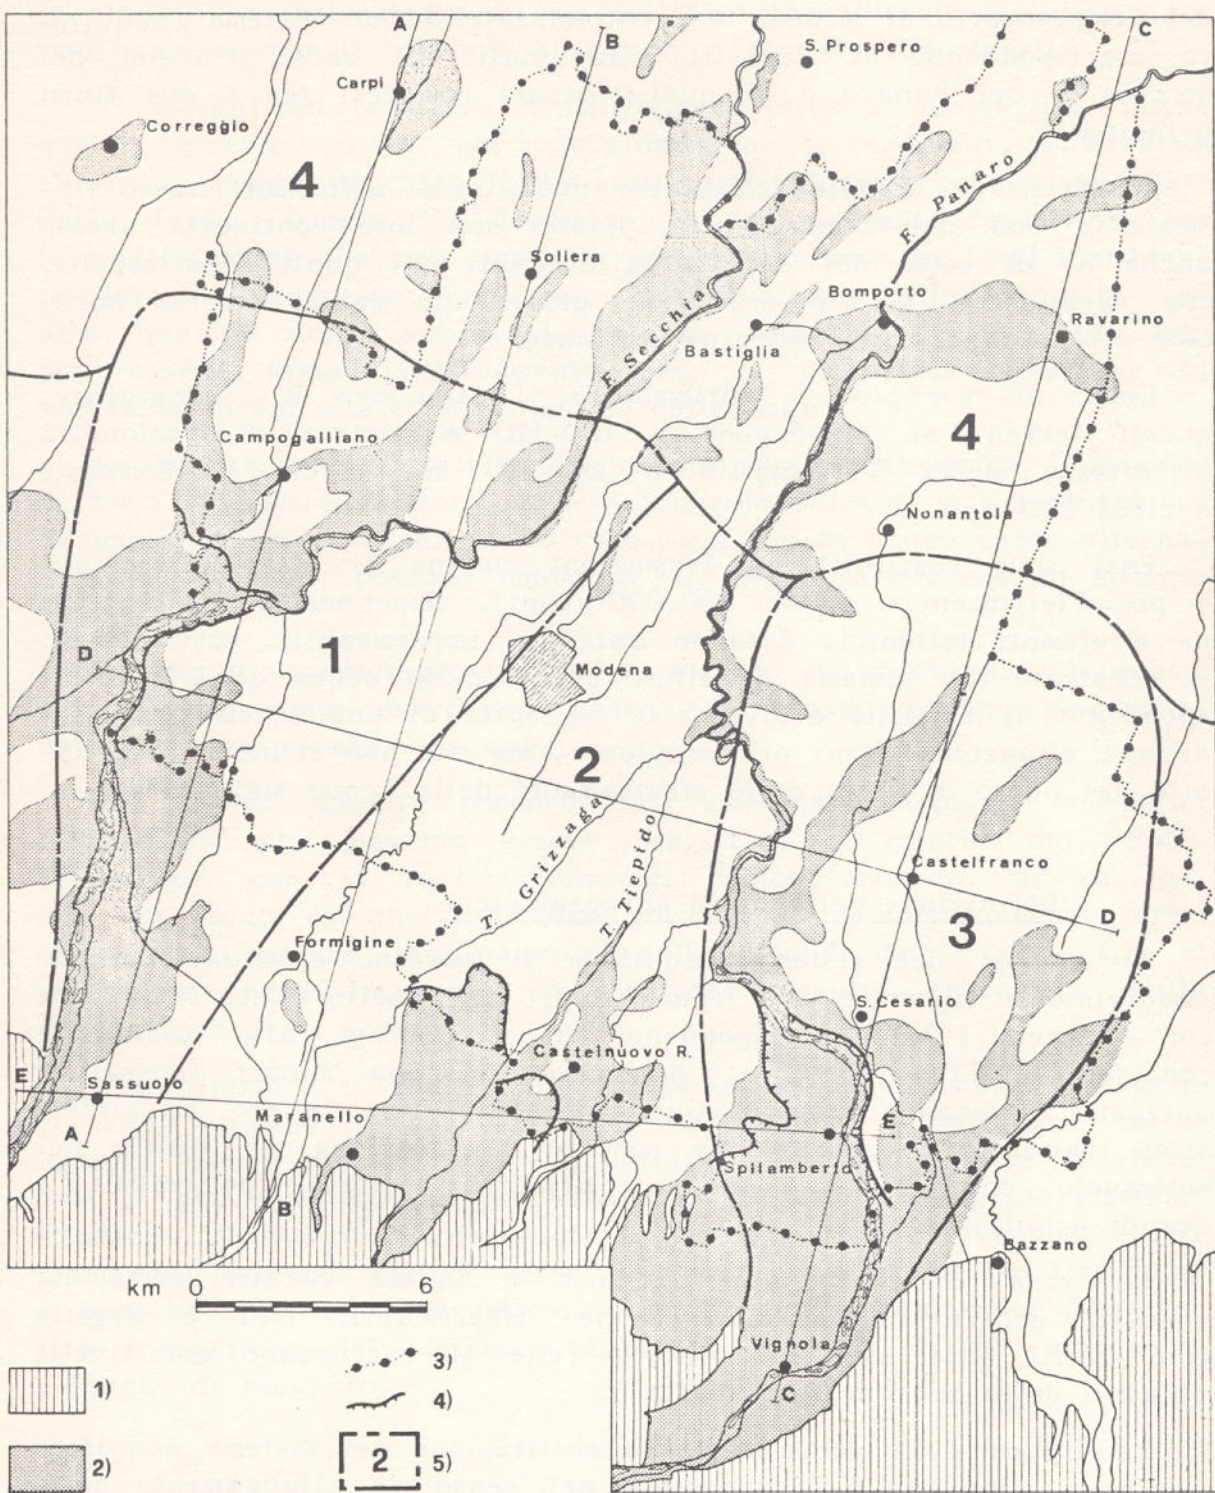 A
B
C
S. Prospero
Carpi
Correggio
4
F. Panaro
Soliera
Bomporto
Ravarino
F. Secchia
Bastiglia
4
Campogalliano
Nonantola
1
D
Modena
2
T. Grizzaga
T. Tiepido
Castelfranco
D
3
Formigine
S. Cesario
Castelnuovo R.
E
Sassuolo
Maranello
A
E
Spilamberto
B
Bazzano
km 0 6
Vignola
C
1)
2)
3)
4)
2 5)